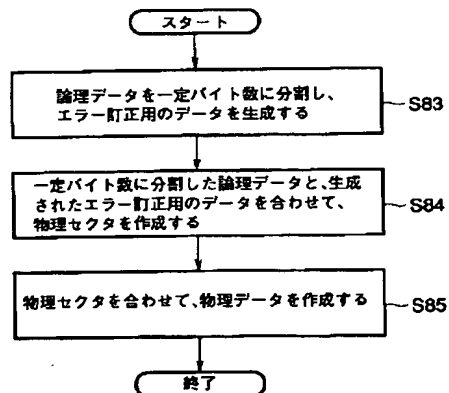 スタート
論理データを一定バイト数に分割し、
エラー訂正用のデータを生成する
S83
一定バイト数に分割した論理データと、生成
されたエラー訂正用のデータを合わせて、
物理セクタを作成する
S84
物理セクタを合わせて、物理データを作成する
S85
終了